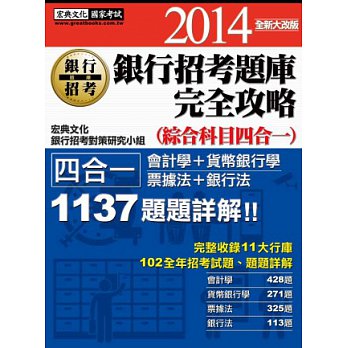 宏典文化 國家考試
www.greatbooks.com.tw
2014
全新大改版
銀行
招考
銀行招考題庫
完全攻略
(綜合科目四合一)
宏典文化
銀行招考對策研究小組
四合一
會計學+貨幣銀行學
票據法+銀行法
1137題題詳解!!
完整收錄11大行庫
102全年招考試題、題題詳解
會計學 428題
貨幣銀行學 271題
票據法 325題
銀行法 113題